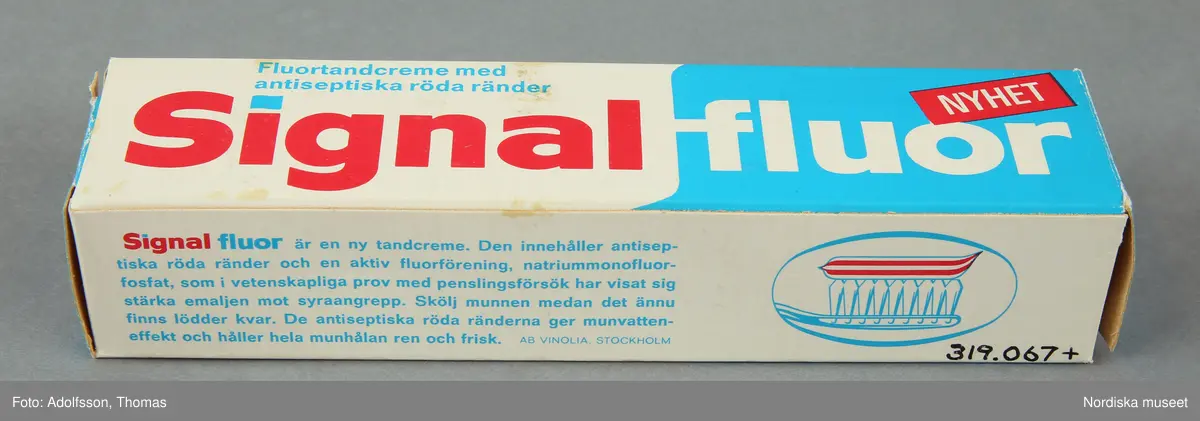 Fluortandcreme med
antiseptiska röda ränder
Signal fluor
NYHET
Signal fluor är en ny tandcreme. Den innehåller antisep-
tiska röda ränder och en aktiv fluorförening, natriummonofluor-
fosfat, som i vetenskapliga prov med penslingsförsök har visat sig
stärka emaljen mot syraangrepp. Skölj munnen medan det ännu
finns lödder kvar. De antiseptiska röda ränderna ger munvatten-
effekt och håller hela munhålan ren och frisk. AB VINOLIA, STOCKHOLM
319.067+
Foto: Adolfsson, Thomas
Nordiska museet